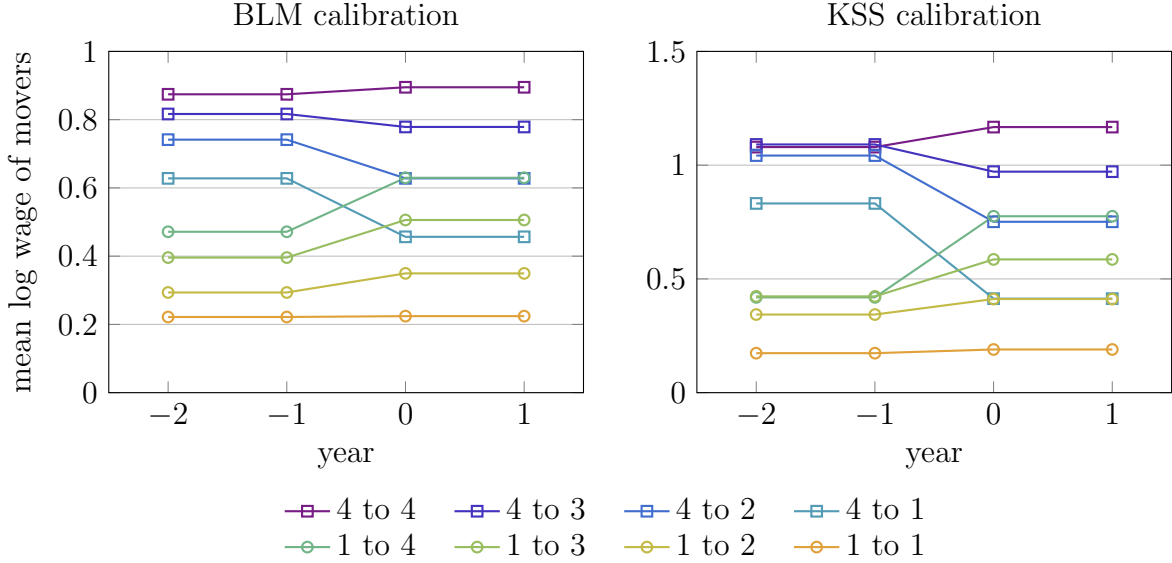 BLM calibration
KSS calibration
mean log wage of movers
1
0.8
0.6
0.4
0.2
0
−2
−1
0
1
year
1.5
1
0.5
0
−2
−1
0
1
year
4 to 4
4 to 3
4 to 2
4 to 1
1 to 4
1 to 3
1 to 2
1 to 1